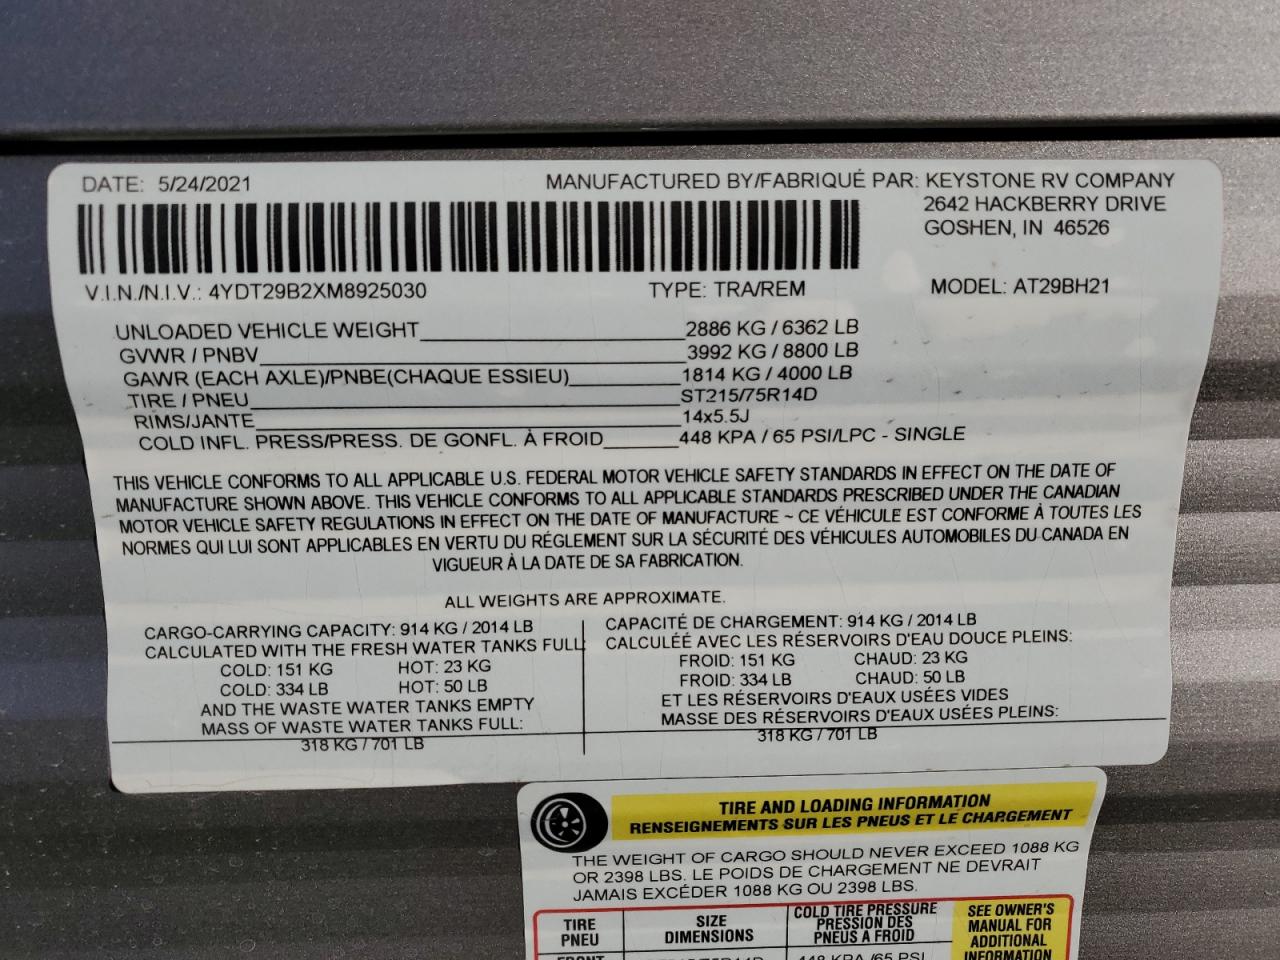 DATE: 5/24/2021
MANUFACTURED BY/FABRIQUÉ PAR: KEYSTONE RV COMPANY
2642 HACKBERRY DRIVE
GOSHEN, IN 46526
V.I.N./N.I.V.: 4YDT29B2XM8925030
TYPE: TRA/REM
MODEL: AT29BH21
UNLOADED VEHICLE WEIGHT 2886 KG / 6362 LB
GVWR / PNBV 3992 KG / 8800 LB
GAWR (EACH AXLE)/PNBE(CHAQUE ESSIEU) 1814 KG / 4000 LB
TIRE / PNEU ST215/75R14D
RIMS/JANTE 14x5.5J
COLD INFL. PRESS/PRESS. DE GONFL. À FROID 448 KPA / 65 PSI/LPC - SINGLE
THIS VEHICLE CONFORMS TO ALL APPLICABLE U.S. FEDERAL MOTOR VEHICLE SAFETY STANDARDS IN EFFECT ON THE DATE OF
MANUFACTURE SHOWN ABOVE. THIS VEHICLE CONFORMS TO ALL APPLICABLE STANDARDS PRESCRIBED UNDER THE CANADIAN
MOTOR VEHICLE SAFETY REGULATIONS IN EFFECT ON THE DATE OF MANUFACTURE ~ CE VÉHICULE EST CONFORME À TOUTES LES
NORMES QUI LUI SONT APPLICABLES EN VERTU DU RÉGLEMENT SUR LA SÉCURITÉ DES VÉHICULES AUTOMOBILES DU CANADA EN
VIGUEUR À LA DATE DE SA FABRICATION.
ALL WEIGHTS ARE APPROXIMATE.
CARGO-CARRYING CAPACITY: 914 KG / 2014 LB
CALCULATED WITH THE FRESH WATER TANKS FULL:
COLD: 151 KG HOT: 23 KG
COLD: 334 LB HOT: 50 LB
AND THE WASTE WATER TANKS EMPTY
MASS OF WASTE WATER TANKS FULL:
318 KG / 701 LB
CAPACITÉ DE CHARGEMENT: 914 KG / 2014 LB
CALCULÉE AVEC LES RÉSERVOIRS D'EAU DOUCE PLEINS:
FROID: 151 KG CHAUD: 23 KG
FROID: 334 LB CHAUD: 50 LB
ET LES RÉSERVOIRS D'EAUX USÉES VIDES
MASSE DES RÉSERVOIRS D'EAUX USÉES PLEINS:
318 KG / 701 LB
TIRE AND LOADING INFORMATION
RENSEIGNEMENTS SUR LES PNEUS ET LE CHARGEMENT
THE WEIGHT OF CARGO SHOULD NEVER EXCEED 1088 KG
OR 2398 LBS. LE POIDS DE CHARGEMENT NE DEVRAIT
JAMAIS EXCÉDER 1088 KG OU 2398 LBS.
TIRE
PNEU
SIZE
DIMENSIONS
COLD TIRE PRESSURE
PRESSION DES
PNEUS A FROID
SEE OWNER'S
MANUAL FOR
ADDITIONAL
INFORMATION
FRONT
448 KPA /65 PSI